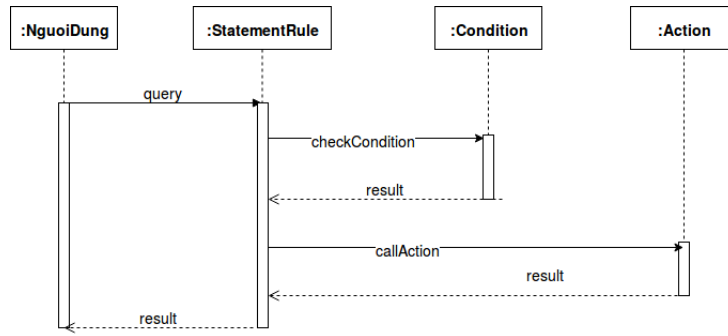 :NguoiDung
:StatementRule
:Condition
:Action
query
checkCondition
result
callAction
result
result